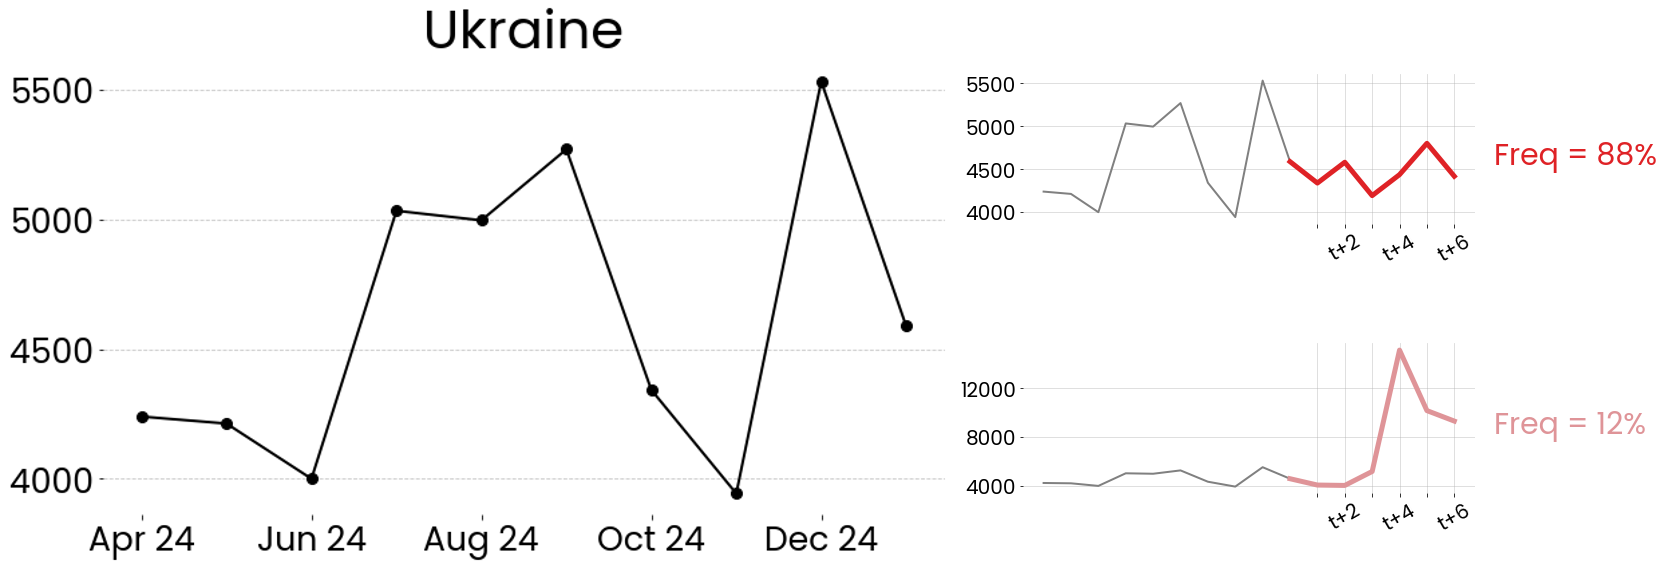 Ukraine
5500
5000
4500
4000
Apr 24
Jun 24
Aug 24
Oct 24
Dec 24
5500
5000
4500
4000
t+2
t+4
t+6
Freq = 88%
12000
8000
4000
t+2
t+4
t+6
Freq = 12%